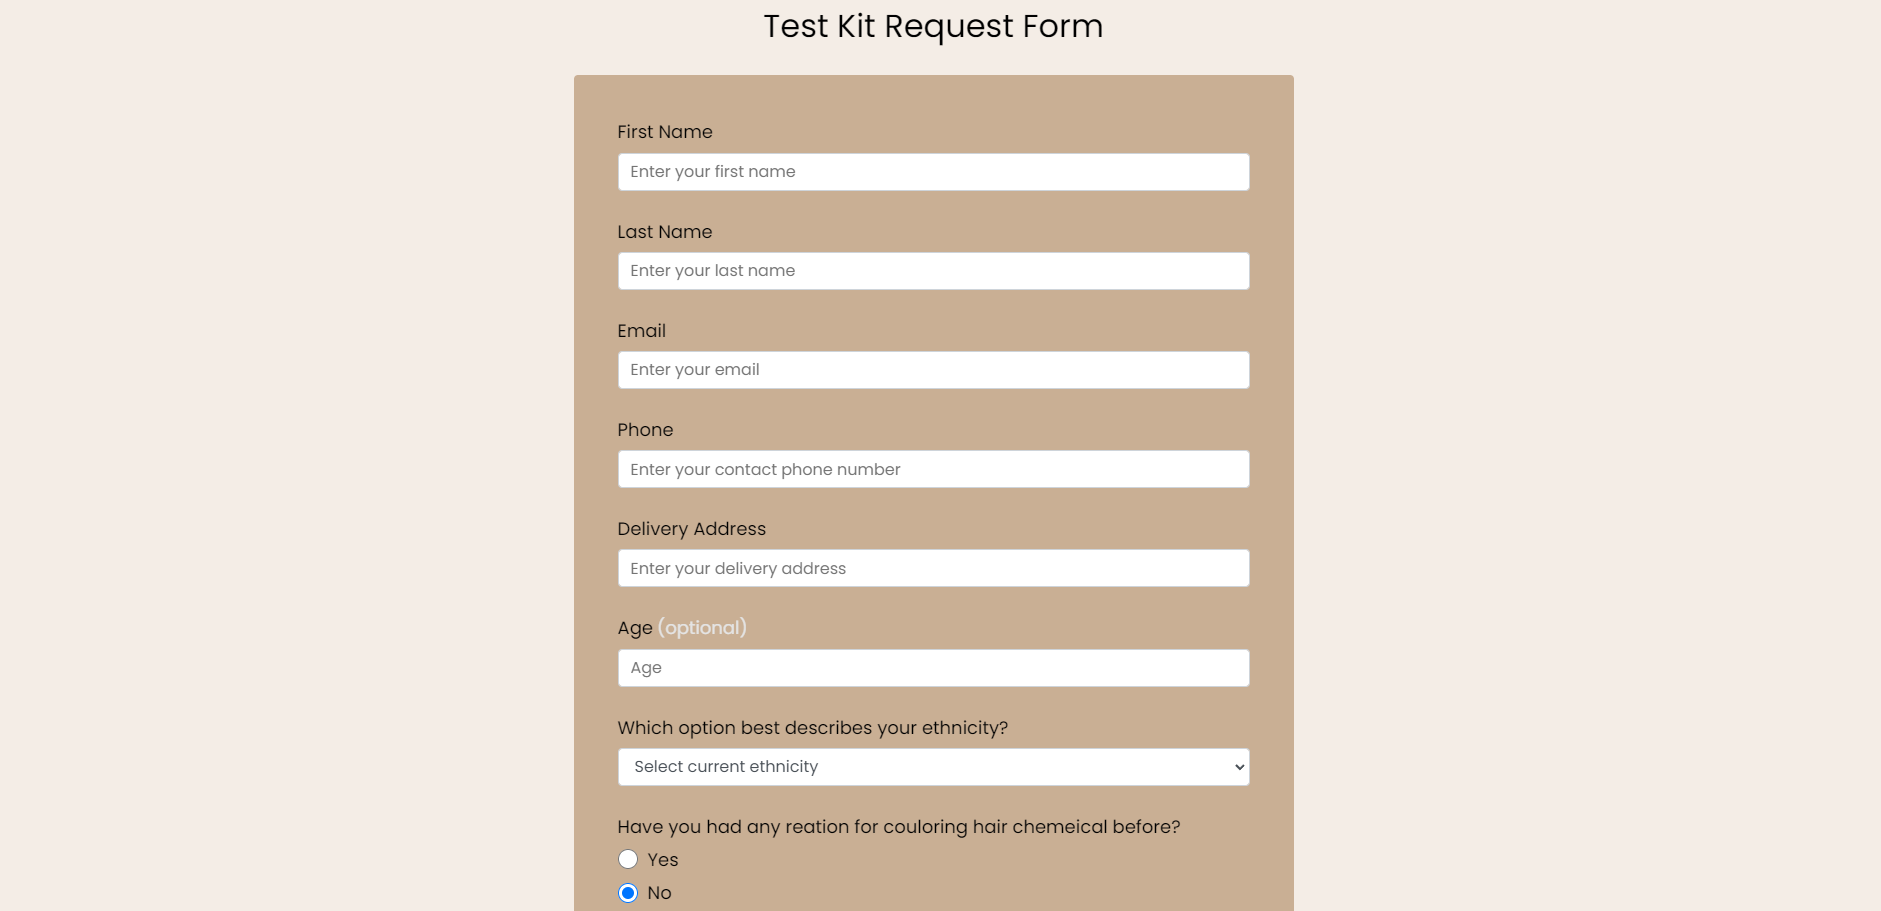 Test Kit Request Form
First Name
Enter your first name
Last Name
Enter your last name
Email
Enter your email
Phone
Enter your contact phone number
Delivery Address
Enter your delivery address
Age (optional)
Age
Which option best describes your ethnicity?
Select current ethnicity
Have you had any reation for couloring hair chemeical before?
Yes
No